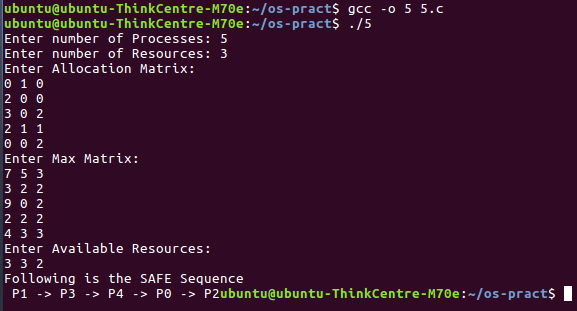 ubuntu@ubuntu-ThinkCentre-M70e:~/os-pract$ gcc -o 5 5.c
ubuntu@ubuntu-ThinkCentre-M70e:~/os-pract$ ./5
Enter number of Processes: 5
Enter number of Resources: 3
Enter Allocation Matrix:
0 1 0
2 0 0
3 0 2
2 1 1
0 0 2
Enter Max Matrix:
7 5 3
3 2 2
9 0 2
2 2 2
4 3 3
Enter Available Resources:
3 3 2
Following is the SAFE Sequence
 P1 -> P3 -> P4 -> P0 -> P2ubuntu@ubuntu-ThinkCentre-M70e:~/os-pract$